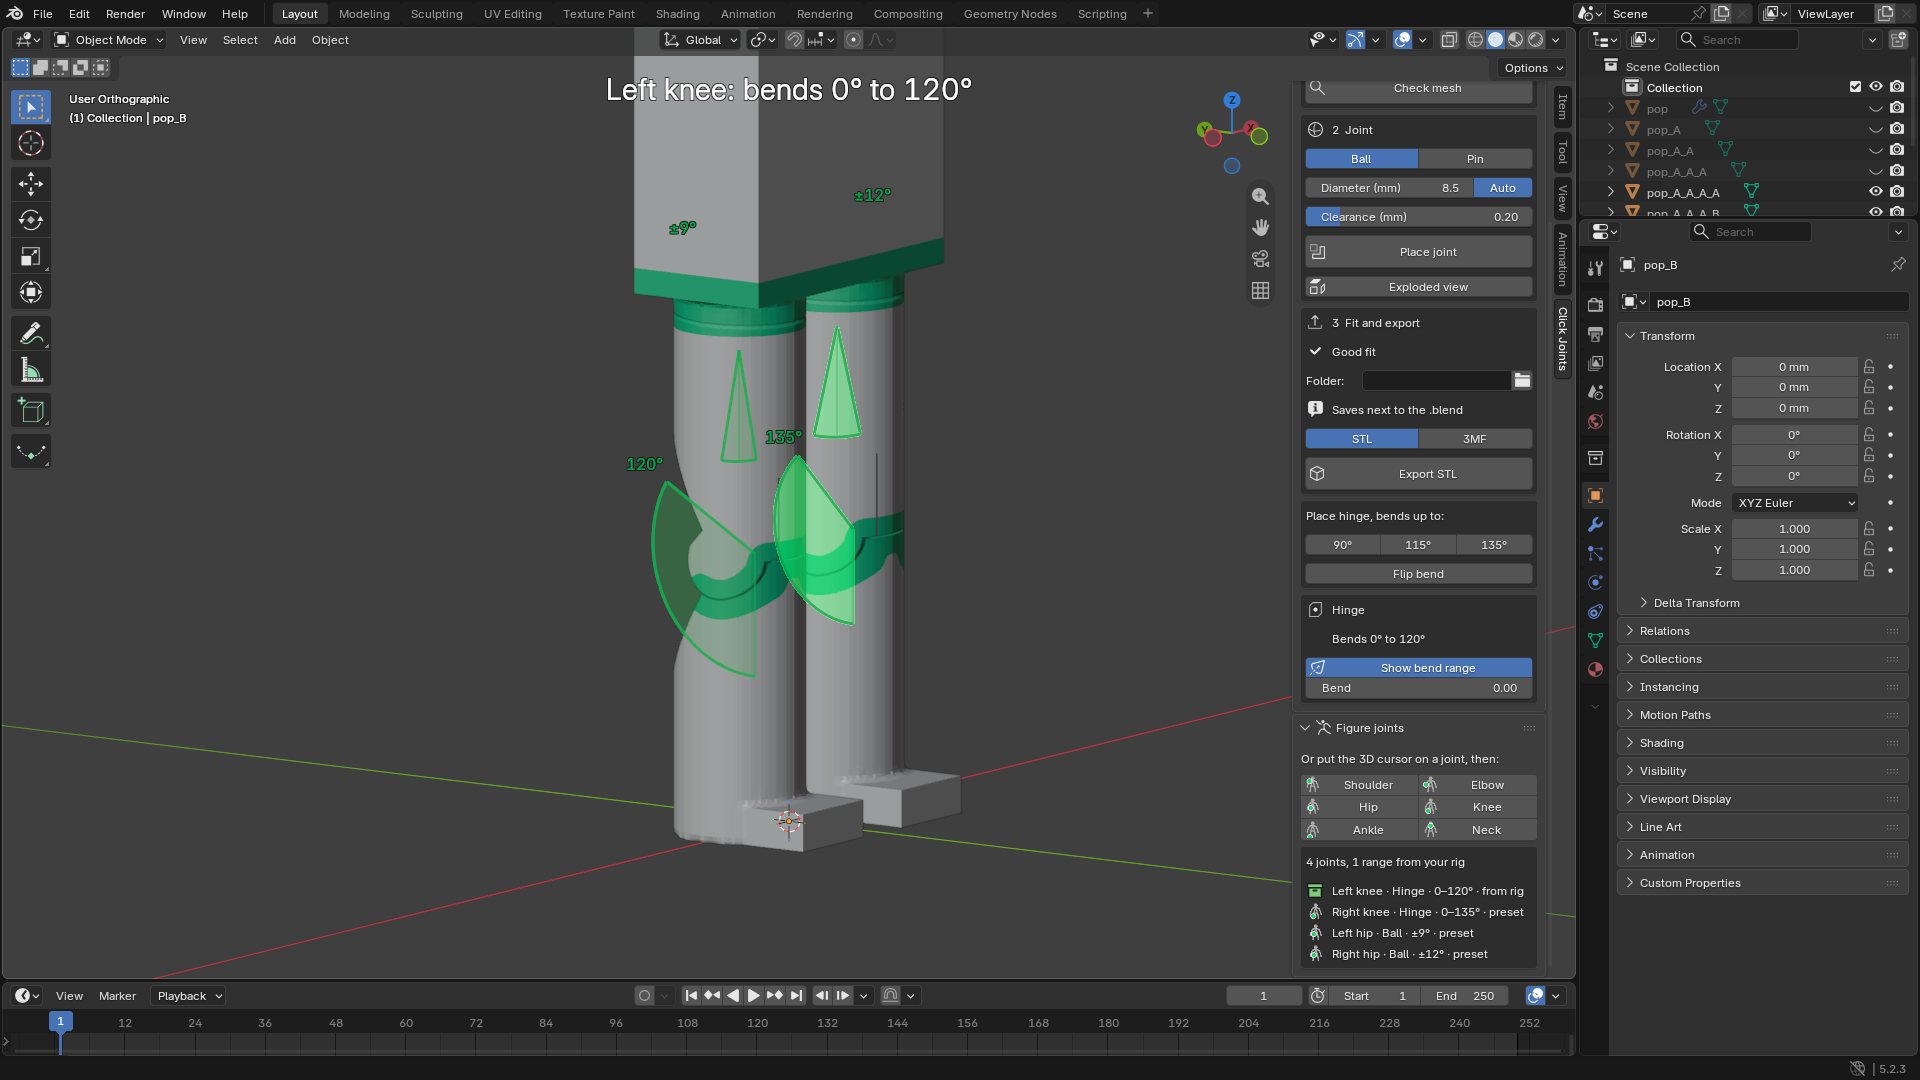 File Edit Render Window Help
Layout Modeling Sculpting UV Editing Texture Paint Shading Animation Rendering Compositing Geometry Nodes Scripting +
Scene
ViewLayer
Object Mode View Select Add Object
Global
Options
User Orthographic
(1) Collection | pop_B
Left knee: bends 0° to 120°
Z
Y
X
±12°
±9°
135°
120°
Check mesh
2 Joint
Ball Pin
Diameter (mm) 8.5 Auto
Clearance (mm) 0.20
Place joint
Exploded view
3 Fit and export
Good fit
Folder:
Saves next to the .blend
STL 3MF
Export STL
Place hinge, bends up to:
90° 115° 135°
Flip bend
Hinge
Bends 0° to 120°
Show bend range
Bend 0.00
Figure joints
Or put the 3D cursor on a joint, then:
Shoulder Elbow
Hip Knee
Ankle Neck
4 joints, 1 range from your rig
Left knee · Hinge · 0–120° · from rig
Right knee · Hinge · 0–135° · preset
Left hip · Ball · ±9° · preset
Right hip · Ball · ±12° · preset
Item
Tool
View
Animation
Click Joints
Search
Scene Collection
Collection
pop
pop_A
pop_A_A
pop_A_A_A
pop_A_A_A_A
pop_A_A_A_B
Search
pop_B
pop_B
Transform
Location X 0 mm
Y 0 mm
Z 0 mm
Rotation X 0°
Y 0°
Z 0°
Mode XYZ Euler
Scale X 1.000
Y 1.000
Z 1.000
Delta Transform
Relations
Collections
Instancing
Motion Paths
Shading
Visibility
Viewport Display
Line Art
Animation
Custom Properties
View Marker Playback
1
Start 1
End 250
1 12 24 36 48 60 72 84 96 108 120 132 144 156 168 180 192 204 216 228 240 252
5.2.3